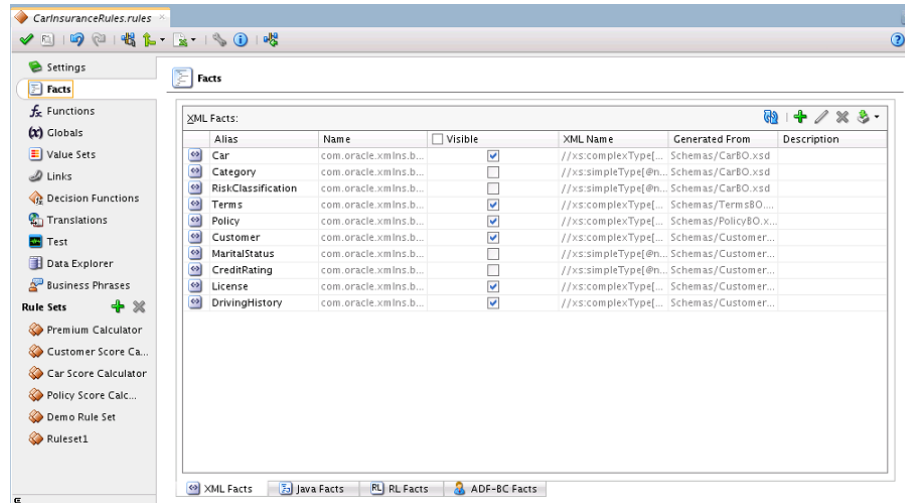 CarInsuranceRules.rules
Settings
Facts
Functions
Globals
Value Sets
Links
Decision Functions
Translations
Test
Data Explorer
Business Phrases
Rule Sets
Premium Calculator
Customer Score Ca...
Car Score Calculator
Policy Score Calc...
Demo Rule Set
Ruleset1
Facts
XML Facts:
Alias Name Visible XML Name Generated From Description
Car com.oracle.xmlns.b... //xs:complexType[... Schemas/CarBO.xsd
Category com.oracle.xmlns.b... //xs:simpleType[@n... Schemas/CarBO.xsd
RiskClassification com.oracle.xmlns.b... //xs:simpleType[@n... Schemas/CarBO.xsd
Terms com.oracle.xmlns.b... //xs:complexType[... Schemas/TermsBO....
Policy com.oracle.xmlns.b... //xs:complexType[... Schemas/PolicyBO.x...
Customer com.oracle.xmlns.b... //xs:complexType[... Schemas/Customer...
MaritalStatus com.oracle.xmlns.b... //xs:simpleType[@n... Schemas/Customer...
CreditRating com.oracle.xmlns.b... //xs:simpleType[@n... Schemas/Customer...
License com.oracle.xmlns.b... //xs:complexType[... Schemas/Customer...
DrivingHistory com.oracle.xmlns.b... //xs:complexType[... Schemas/Customer...
XML Facts Java Facts RL RL Facts ADF-BC Facts